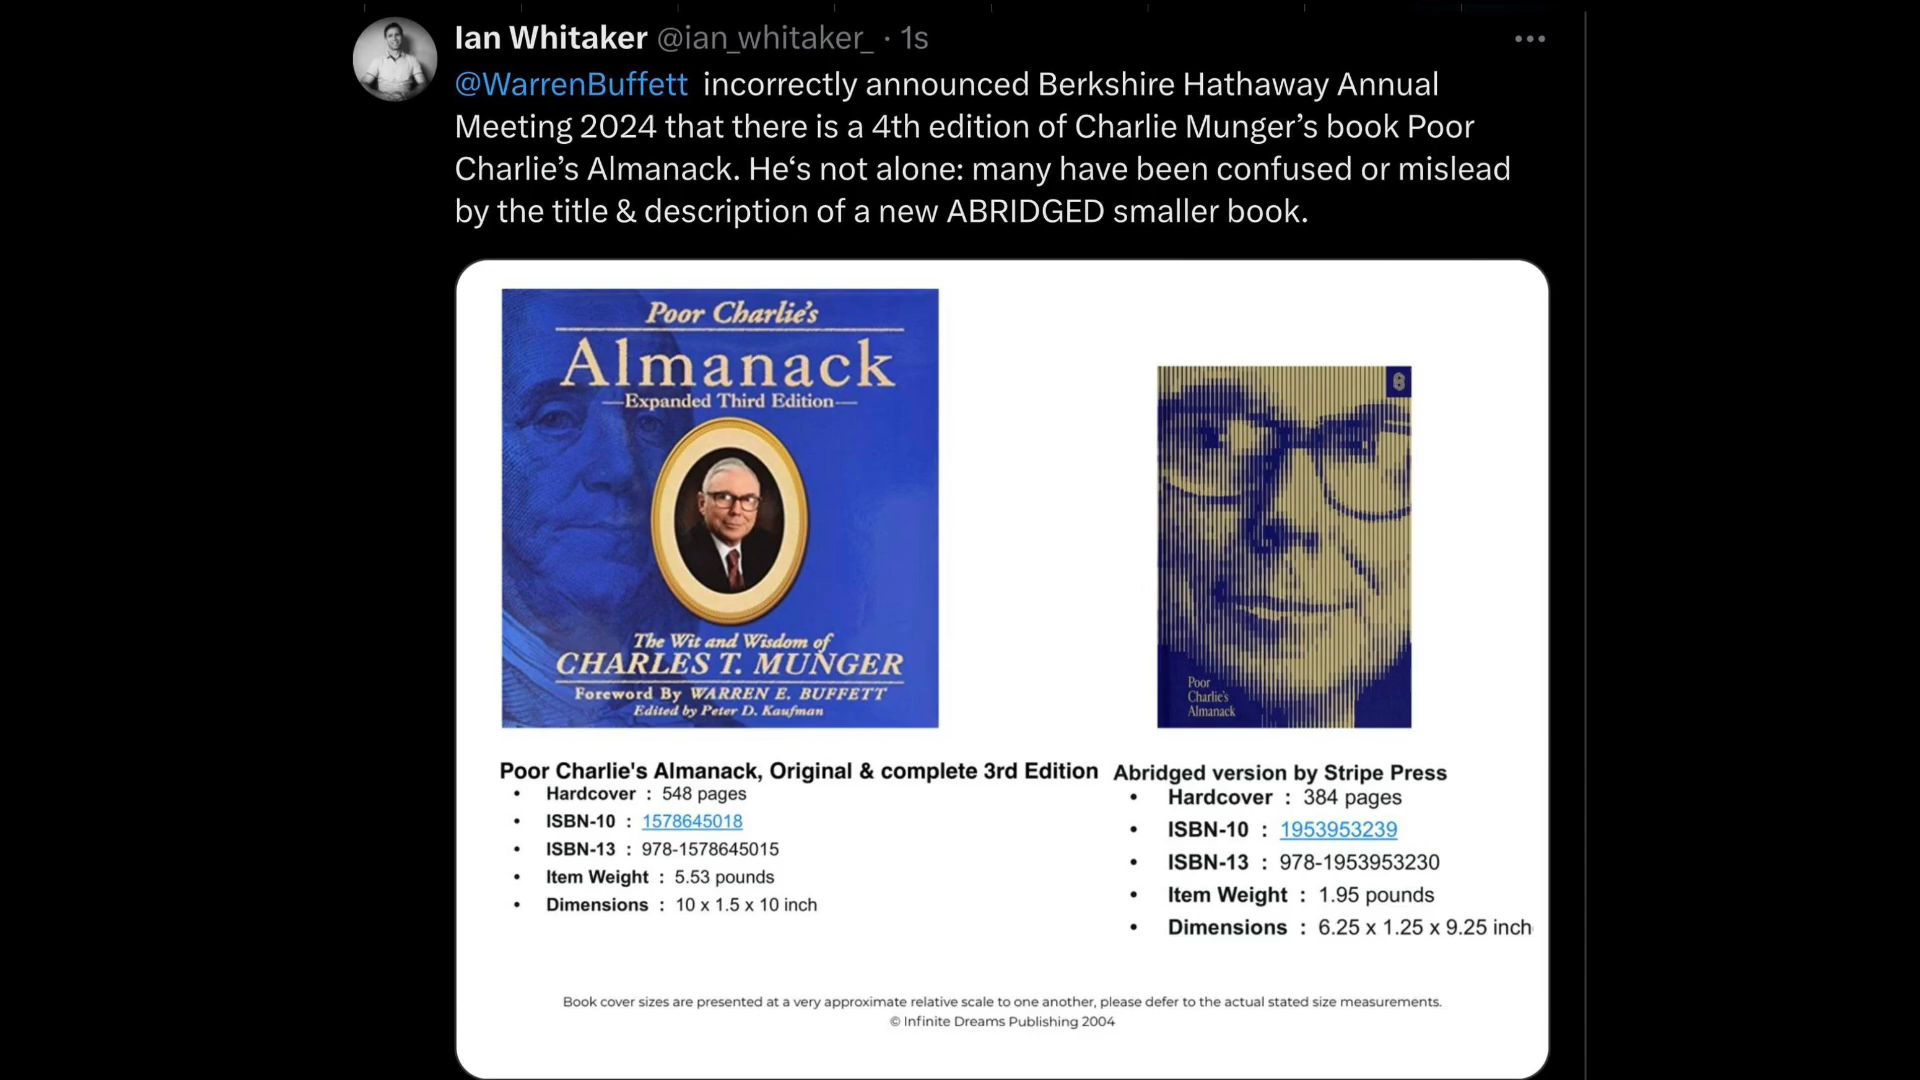 Ian Whitaker @ian_whitaker_ · 1s
@WarrenBuffett incorrectly announced Berkshire Hathaway Annual
Meeting 2024 that there is a 4th edition of Charlie Munger’s book Poor
Charlie’s Almanack. He‘s not alone: many have been confused or mislead
by the title & description of a new ABRIDGED smaller book.
Poor Charlie's
Almanack
—Expanded Third Edition—
The Wit and Wisdom of
CHARLES T. MUNGER
Foreword By WARREN E. BUFFETT
Edited by Peter D. Kaufman
Poor
Charlie's
Almanack
Poor Charlie's Almanack, Original & complete 3rd Edition
• Hardcover : 548 pages
• ISBN-10 : 1578645018
• ISBN-13 : 978-1578645015
• Item Weight : 5.53 pounds
• Dimensions : 10 x 1.5 x 10 inch
Abridged version by Stripe Press
• Hardcover : 384 pages
• ISBN-10 : 1953953239
• ISBN-13 : 978-1953953230
• Item Weight : 1.95 pounds
• Dimensions : 6.25 x 1.25 x 9.25 inch
Book cover sizes are presented at a very approximate relative scale to one another, please defer to the actual stated size measurements.
© Infinite Dreams Publishing 2004